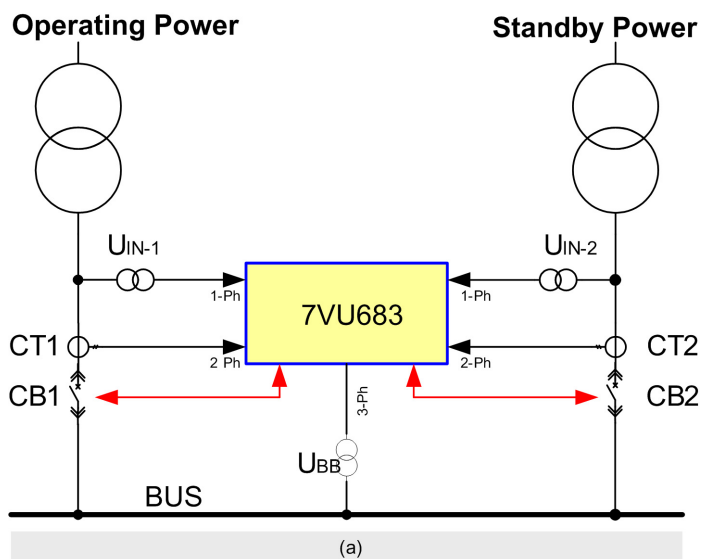 Operating Power
Standby Power
UIN-1
UIN-2
1-Ph
1-Ph
7VU683
CT1
2 Ph
2-Ph
CT2
CB1
3-Ph
CB2
UBB
BUS
(a)